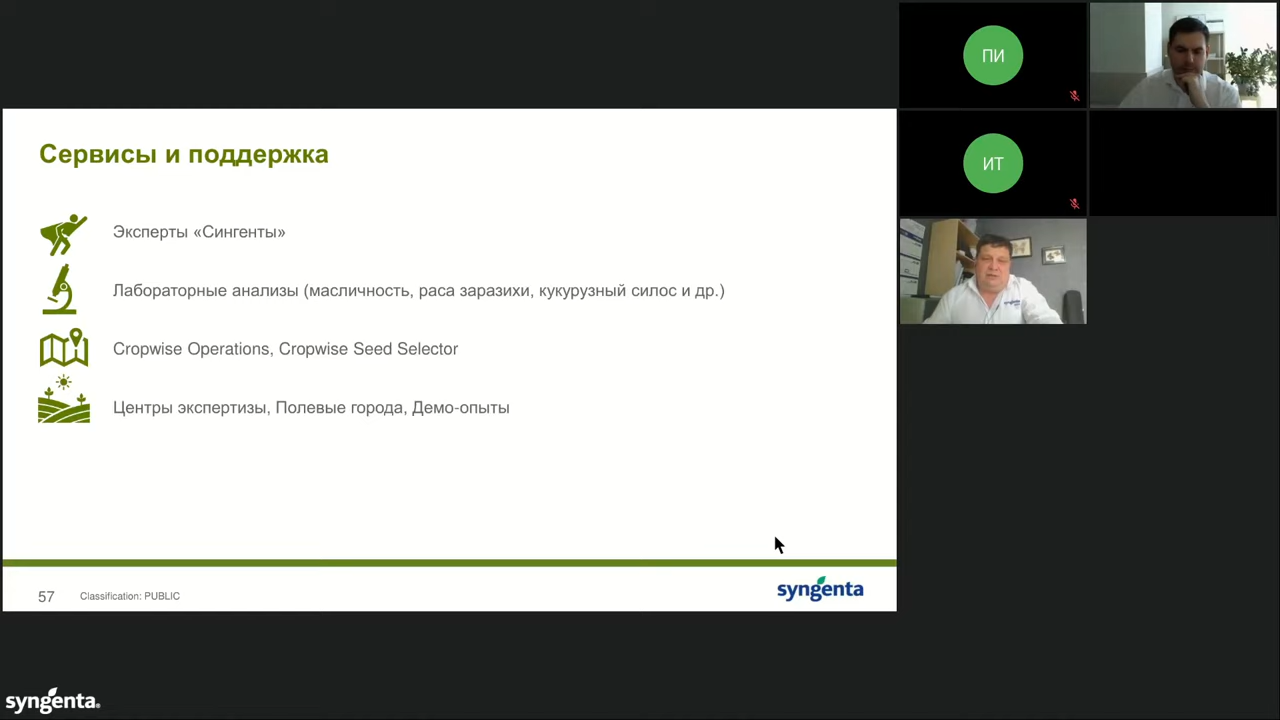 Сервисы и поддержка
Эксперты «Сингенты»
Лабораторные анализы (масличность, раса заразихи, кукурузный силос и др.)
Cropwise Operations, Cropwise Seed Selector
Центры экспертизы, Полевые города, Демо-опыты
57
Classification: PUBLIC
syngenta
ПИ
ИТ
syngenta